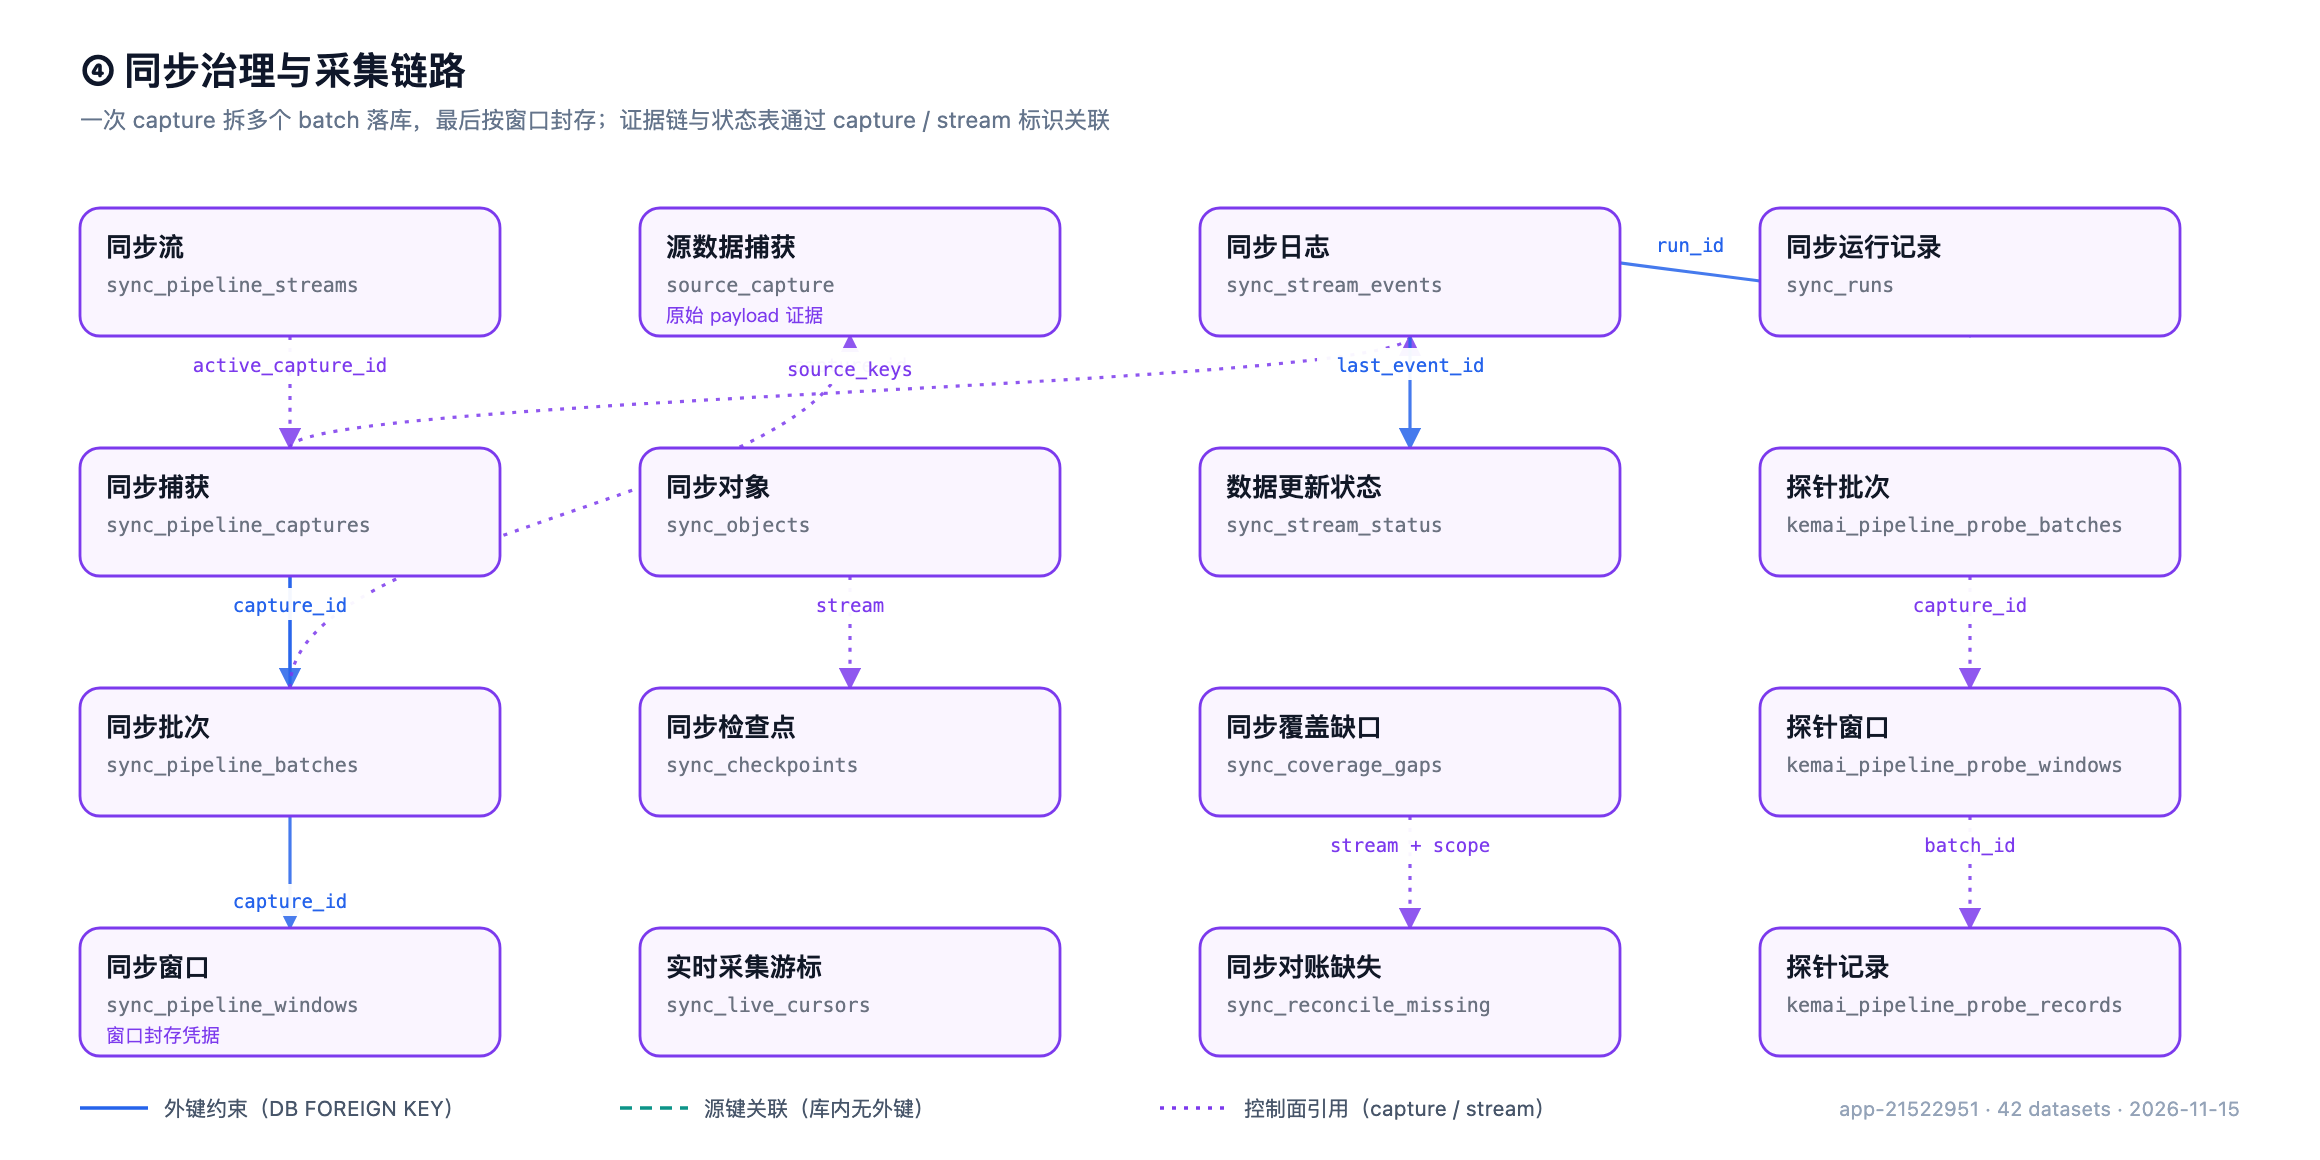 ④ 同步治理与采集链路
一次 capture 拆多个 batch 落库，最后按窗口封存；证据链与状态表通过 capture / stream 标识关联
同步流
sync_pipeline_streams
源数据捕获
source_capture
原始 payload 证据
同步日志
sync_stream_events
run_id
同步运行记录
sync_runs
active_capture_id
source_keys
last_event_id
同步捕获
sync_pipeline_captures
同步对象
sync_objects
数据更新状态
sync_stream_status
探针批次
kemai_pipeline_probe_batches
capture_id
stream
capture_id
同步批次
sync_pipeline_batches
同步检查点
sync_checkpoints
同步覆盖缺口
sync_coverage_gaps
探针窗口
kemai_pipeline_probe_windows
stream + scope
batch_id
capture_id
同步窗口
sync_pipeline_windows
窗口封存凭据
实时采集游标
sync_live_cursors
同步对账缺失
sync_reconcile_missing
探针记录
kemai_pipeline_probe_records
外键约束（DB FOREIGN KEY）
源键关联（库内无外键）
控制面引用（capture / stream）
app-21522951 · 42 datasets · 2026-11-15